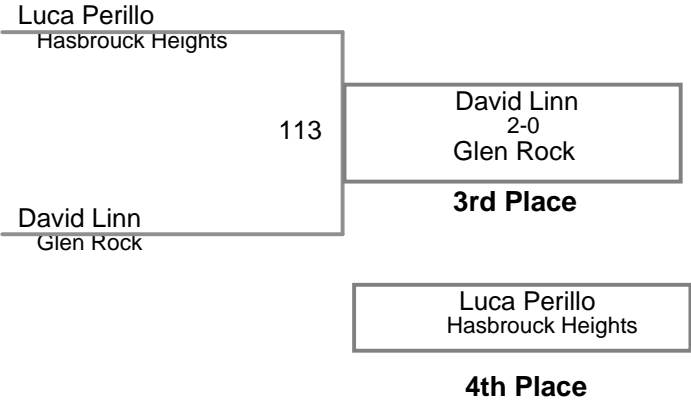 Luca Perillo
Hasbrouck Heights
113
David Linn
2-0
Glen Rock
3rd Place
David Linn
Glen Rock
Luca Perillo
Hasbrouck Heights
4th Place